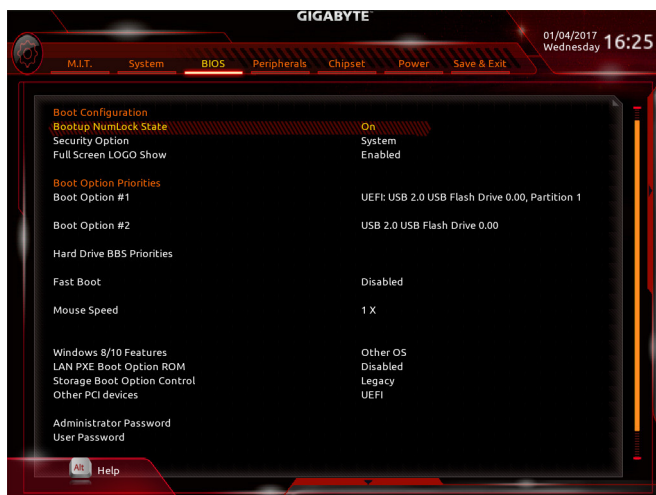 GIGABYTE
01/04/2017 Wednesday 16:25
M.I.T. System BIOS Peripherals Chipset Power Save & Exit
Boot Configuration
Bootup NumLock State On
Security Option System
Full Screen LOGO Show Enabled
Boot Option Priorities
Boot Option #1 UEFI: USB 2.0 USB Flash Drive 0.00, Partition 1
Boot Option #2 USB 2.0 USB Flash Drive 0.00
Hard Drive BBS Priorities
Fast Boot Disabled
Mouse Speed 1 X
Windows 8/10 Features Other OS
LAN PXE Boot Option ROM Disabled
Storage Boot Option Control Legacy
Other PCI devices UEFI
Administrator Password
User Password
Alt Help